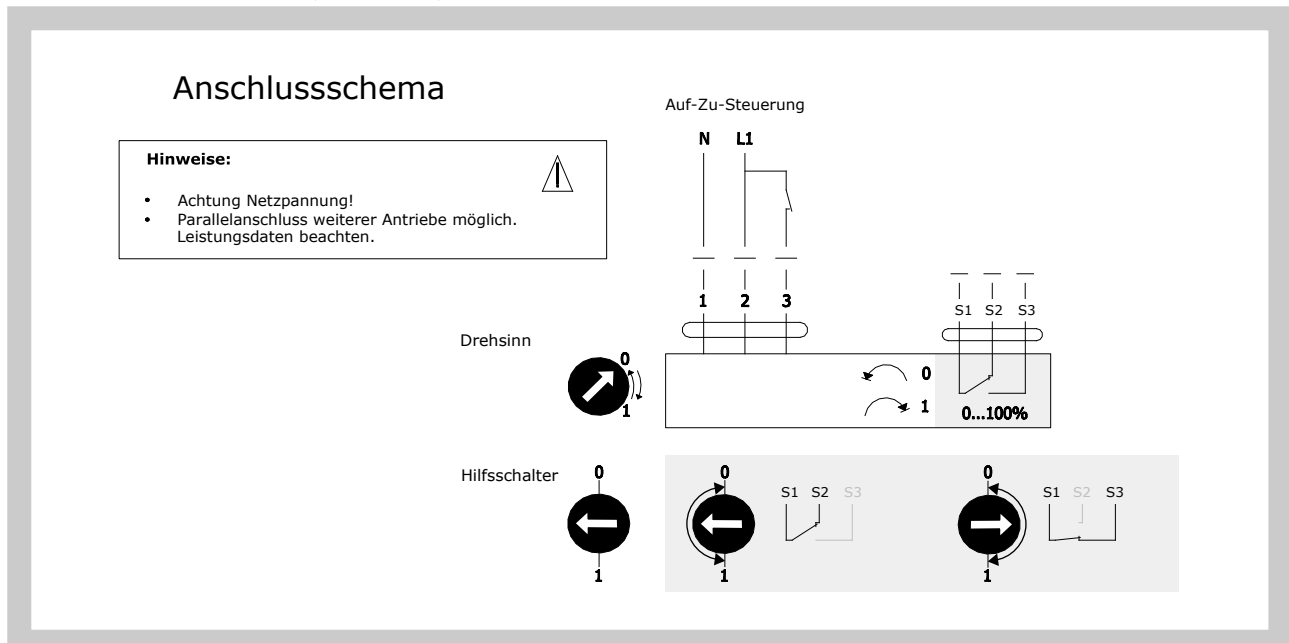 Anschlussschema
Auf-Zu-Steuerung
N L1
Hinweise:
• Achtung Netzpannung!
• Parallelanschluss weiterer Antriebe möglich.
Leistungsdaten beachten.
1 2 3
S1 S2 S3
Drehsinn
0
1
0
1
0...100%
Hilfsschalter
0
1
0
1
S1 S2 S3
0
1
S1 S2 S3